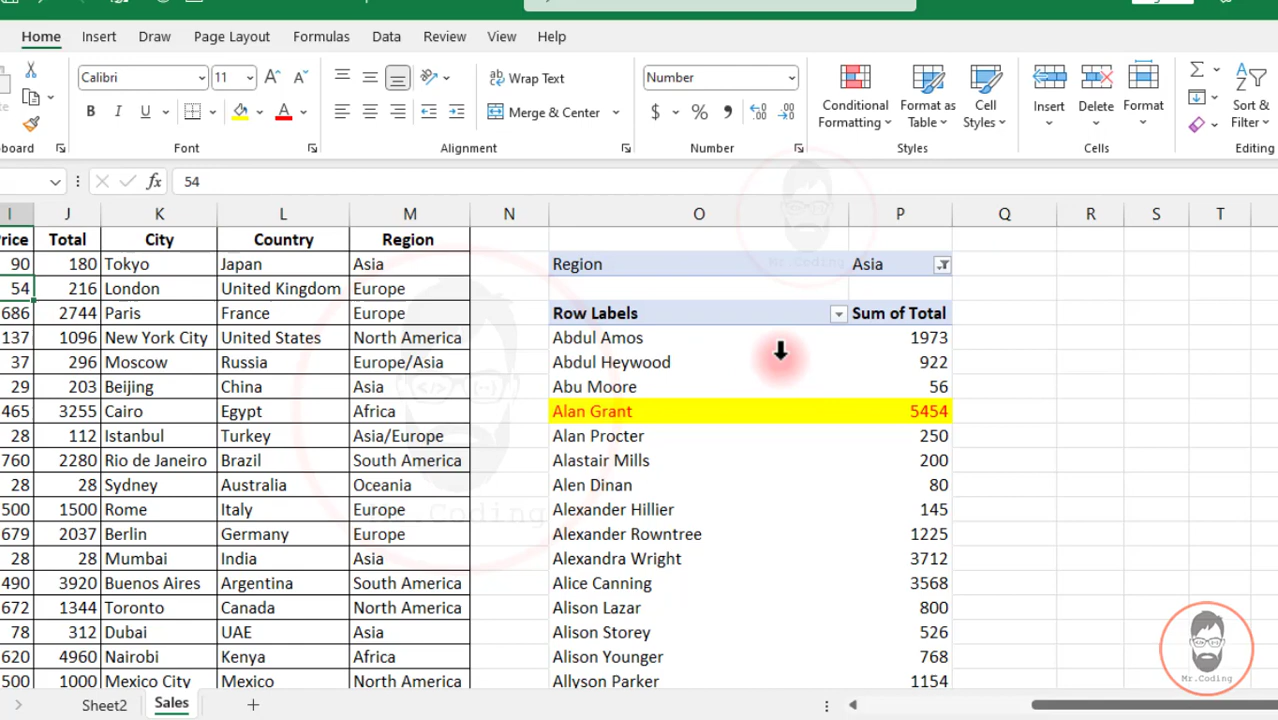 Home Insert Draw Page Layout Formulas Data Review View Help
Calibri 11 Wrap Text Number Conditional Formatting Format as Table Cell Styles Insert Delete Format Sort & Filter
B I U Merge & Center $ %
board Font Alignment Number Styles Cells Editing
fx 54
I J K L M N O P Q R S T
Price Total City Country Region
90 180 Tokyo Japan Asia Region Asia
54 216 London United Kingdom Europe
686 2744 Paris France Europe Row Labels Sum of Total
137 1096 New York City United States North America Abdul Amos 1973
37 296 Moscow Russia Europe/Asia Abdul Heywood 922
29 203 Beijing China Asia Abu Moore 56
465 3255 Cairo Egypt Africa Alan Grant 5454
28 112 Istanbul Turkey Asia/Europe Alan Procter 250
760 2280 Rio de Janeiro Brazil South America Alastair Mills 200
28 28 Sydney Australia Oceania Alen Dinan 80
500 1500 Rome Italy Europe Alexander Hillier 145
679 2037 Berlin Germany Europe Alexander Rowntree 1225
28 28 Mumbai India Asia Alexandra Wright 3712
490 3920 Buenos Aires Argentina South America Alice Canning 3568
672 1344 Toronto Canada North America Alison Lazar 800
78 312 Dubai UAE Asia Alison Storey 526
620 4960 Nairobi Kenya Africa Alison Younger 768
500 1000 Mexico City Mexico North America Allyson Parker 1154
Mr.Coding
Sheet2 Sales